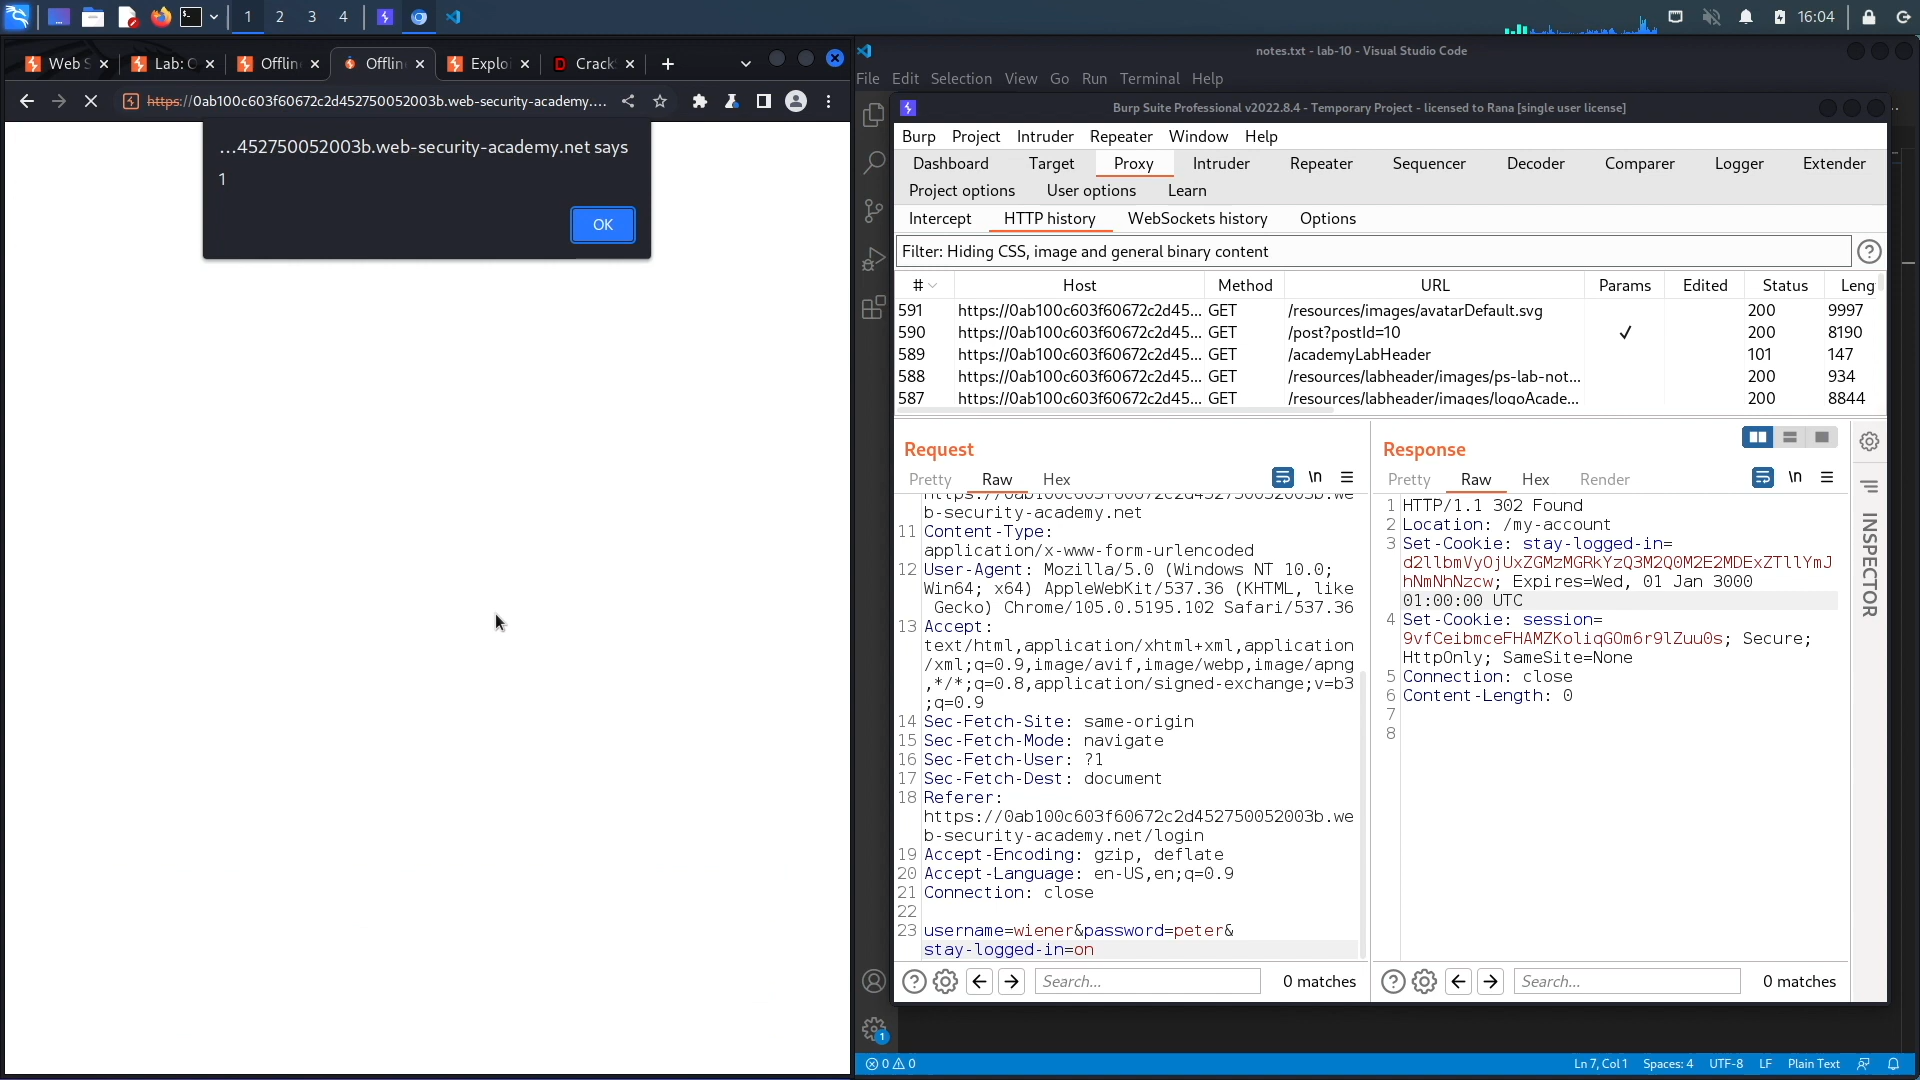 1
2
3
4
16:04
Web S
Lab: O
Offlin
Offlin
Exploi
CrackS
https://0ab100c603f60672c2d452750052003b.web-security-academy....
...452750052003b.web-security-academy.net says
1
OK
notes.txt - lab-10 - Visual Studio Code
File Edit Selection View Go Run Terminal Help
Burp Suite Professional v2022.8.4 - Temporary Project - licensed to Rana [single user license]
Burp Project Intruder Repeater Window Help
Dashboard Target Proxy Intruder Repeater Sequencer Decoder Comparer Logger Extender
Project options User options Learn
Intercept HTTP history WebSockets history Options
Filter: Hiding CSS, image and general binary content
# Host Method URL Params Edited Status Leng
591 https://0ab100c603f60672c2d45... GET /resources/images/avatarDefault.svg 200 9997
590 https://0ab100c603f60672c2d45... GET /post?postId=10 ✓ 200 8190
589 https://0ab100c603f60672c2d45... GET /academyLabHeader 101 147
588 https://0ab100c603f60672c2d45... GET /resources/labheader/images/ps-lab-not... 200 934
587 https://0ab100c603f60672c2d45... GET /resources/labheader/images/logoAcade... 200 8844
Request
Pretty Raw Hex
\n
https://0ab100c603f60672c2d452750052003b.we
b-security-academy.net
11 Content-Type:
application/x-www-form-urlencoded
12 User-Agent: Mozilla/5.0 (Windows NT 10.0;
Win64; x64) AppleWebKit/537.36 (KHTML, like
Gecko) Chrome/105.0.5195.102 Safari/537.36
13 Accept:
text/html,application/xhtml+xml,application
/xml;q=0.9,image/avif,image/webp,image/apng
,*/*;q=0.8,application/signed-exchange;v=b3
;q=0.9
14 Sec-Fetch-Site: same-origin
15 Sec-Fetch-Mode: navigate
16 Sec-Fetch-User: ?1
17 Sec-Fetch-Dest: document
18 Referer:
https://0ab100c603f60672c2d452750052003b.we
b-security-academy.net/login
19 Accept-Encoding: gzip, deflate
20 Accept-Language: en-US,en;q=0.9
21 Connection: close
22
23 username=wiener&password=peter&
stay-logged-in=on
Search...
0 matches
Response
Pretty Raw Hex Render
\n
1 HTTP/1.1 302 Found
2 Location: /my-account
3 Set-Cookie: stay-logged-in=
d2llbmVyOjUxZGMzMGRkYzQ3M2Q0M2E2MDExZTllYmJ
hNmNhNzcw; Expires=Wed, 01 Jan 3000
01:00:00 UTC
4 Set-Cookie: session=
9vfCeibmceFHAMZKoliqGOm6r9lZuu0s; Secure;
HttpOnly; SameSite=None
5 Connection: close
6 Content-Length: 0
7
8
Search...
0 matches
INSPECTOR
1
0 0
Ln 7, Col 1 Spaces: 4 UTF-8 LF Plain Text